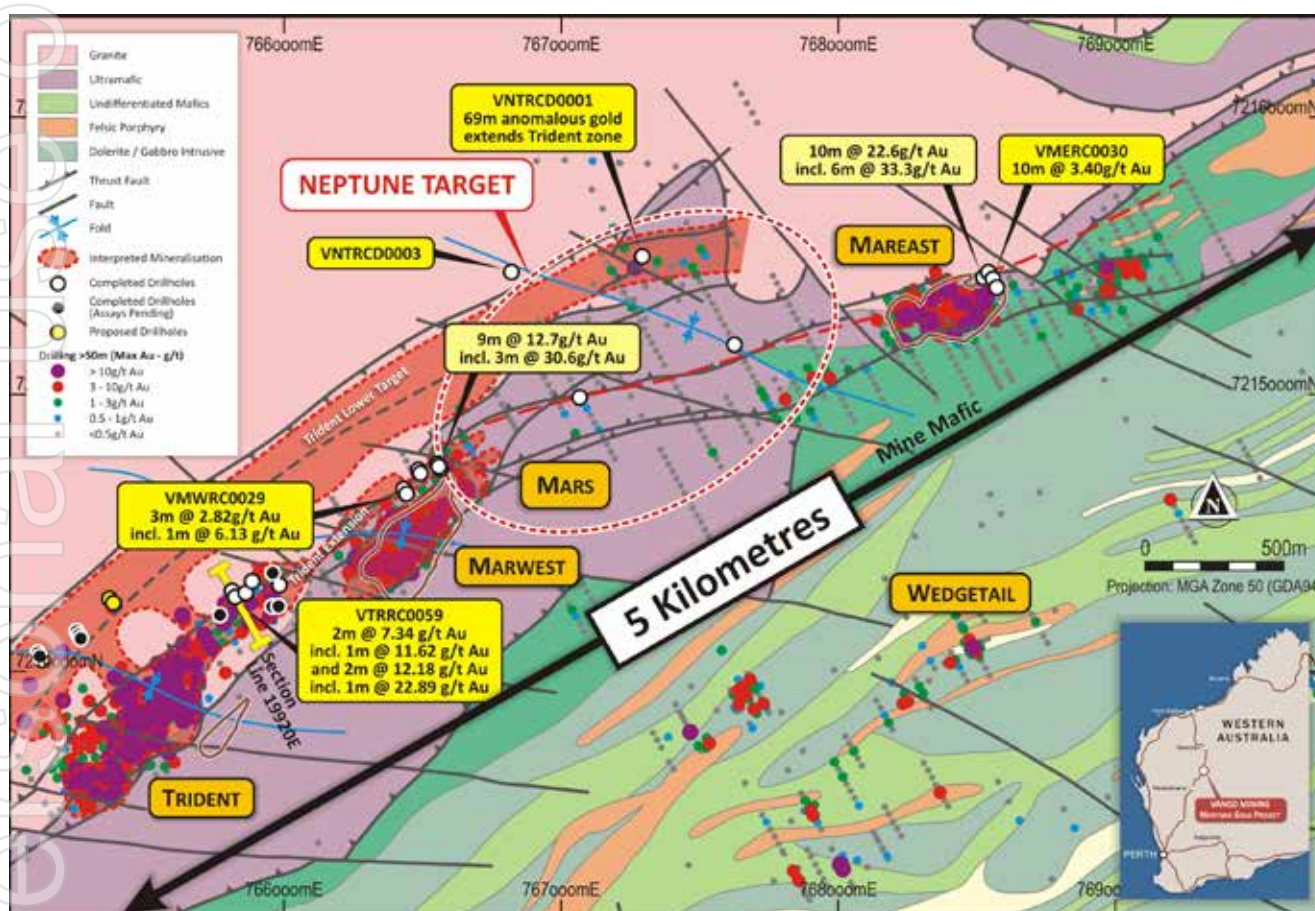 766000mE
767000mE
768000mE
769000mE
Granite
Ultramafic
Undifferentiated Mafics
Felsic Porphyry
Dolerite / Gabbro Intrusive
Thrust Fault
Fault
Fold
Interpreted Mineralisation
Completed Drillholes
Completed Drillholes
(Assays Pending)
Proposed Drillholes
Drilling >50m (Max Au - g/t)
> 10g/t Au
3 - 10g/t Au
1 - 3g/t Au
0.5 - 1g/t Au
<0.5g/t Au
VNTRCD0001
69m anomalous gold
extends Trident zone
NEPTUNE TARGET
VNTRCD0003
10m @ 22.6g/t Au
incl. 6m @ 33.3g/t Au
VMERC0030
10m @ 3.40g/t Au
7216000mN
MAREAST
9m @ 12.7g/t Au
incl. 3m @ 30.6g/t Au
Trident Lower Target
7215000mN
Mine Mafic
MARS
VMWRC0029
3m @ 2.82g/t Au
incl. 1m @ 6.13 g/t Au
Trident Extension
MARWEST
5 Kilometres
N
0 500m
Projection: MGA Zone 50 (GDA94
WEDGETAIL
VTRRC0059
2m @ 7.34 g/t Au
incl. 1m @ 11.62 g/t Au
and 2m @ 12.18 g/t Au
incl. 1m @ 22.89 g/t Au
Section
Line 19920E
TRIDENT
WESTERN
AUSTRALIA
VANGO MINING
PERTH
766000mE
767000mE
768000mE